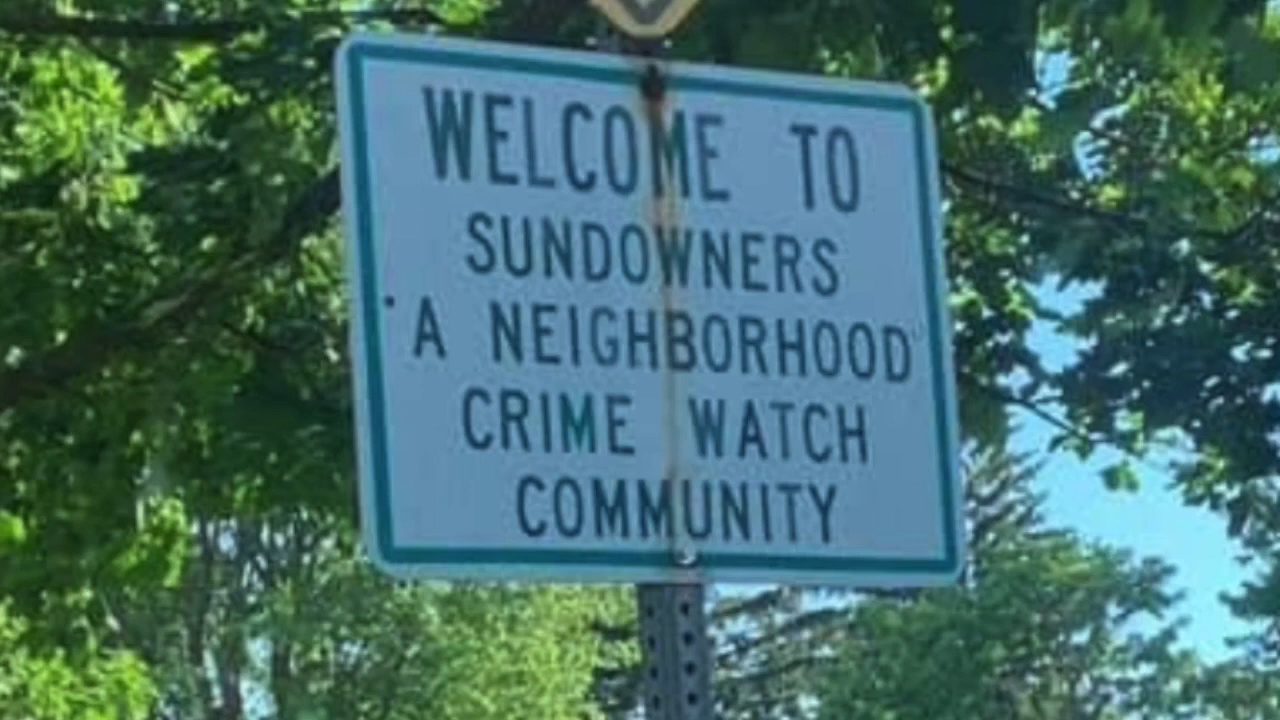 WELCOME TO
SUNDOWNERS
"A NEIGHBORHOOD"
CRIME WATCH
COMMUNITY